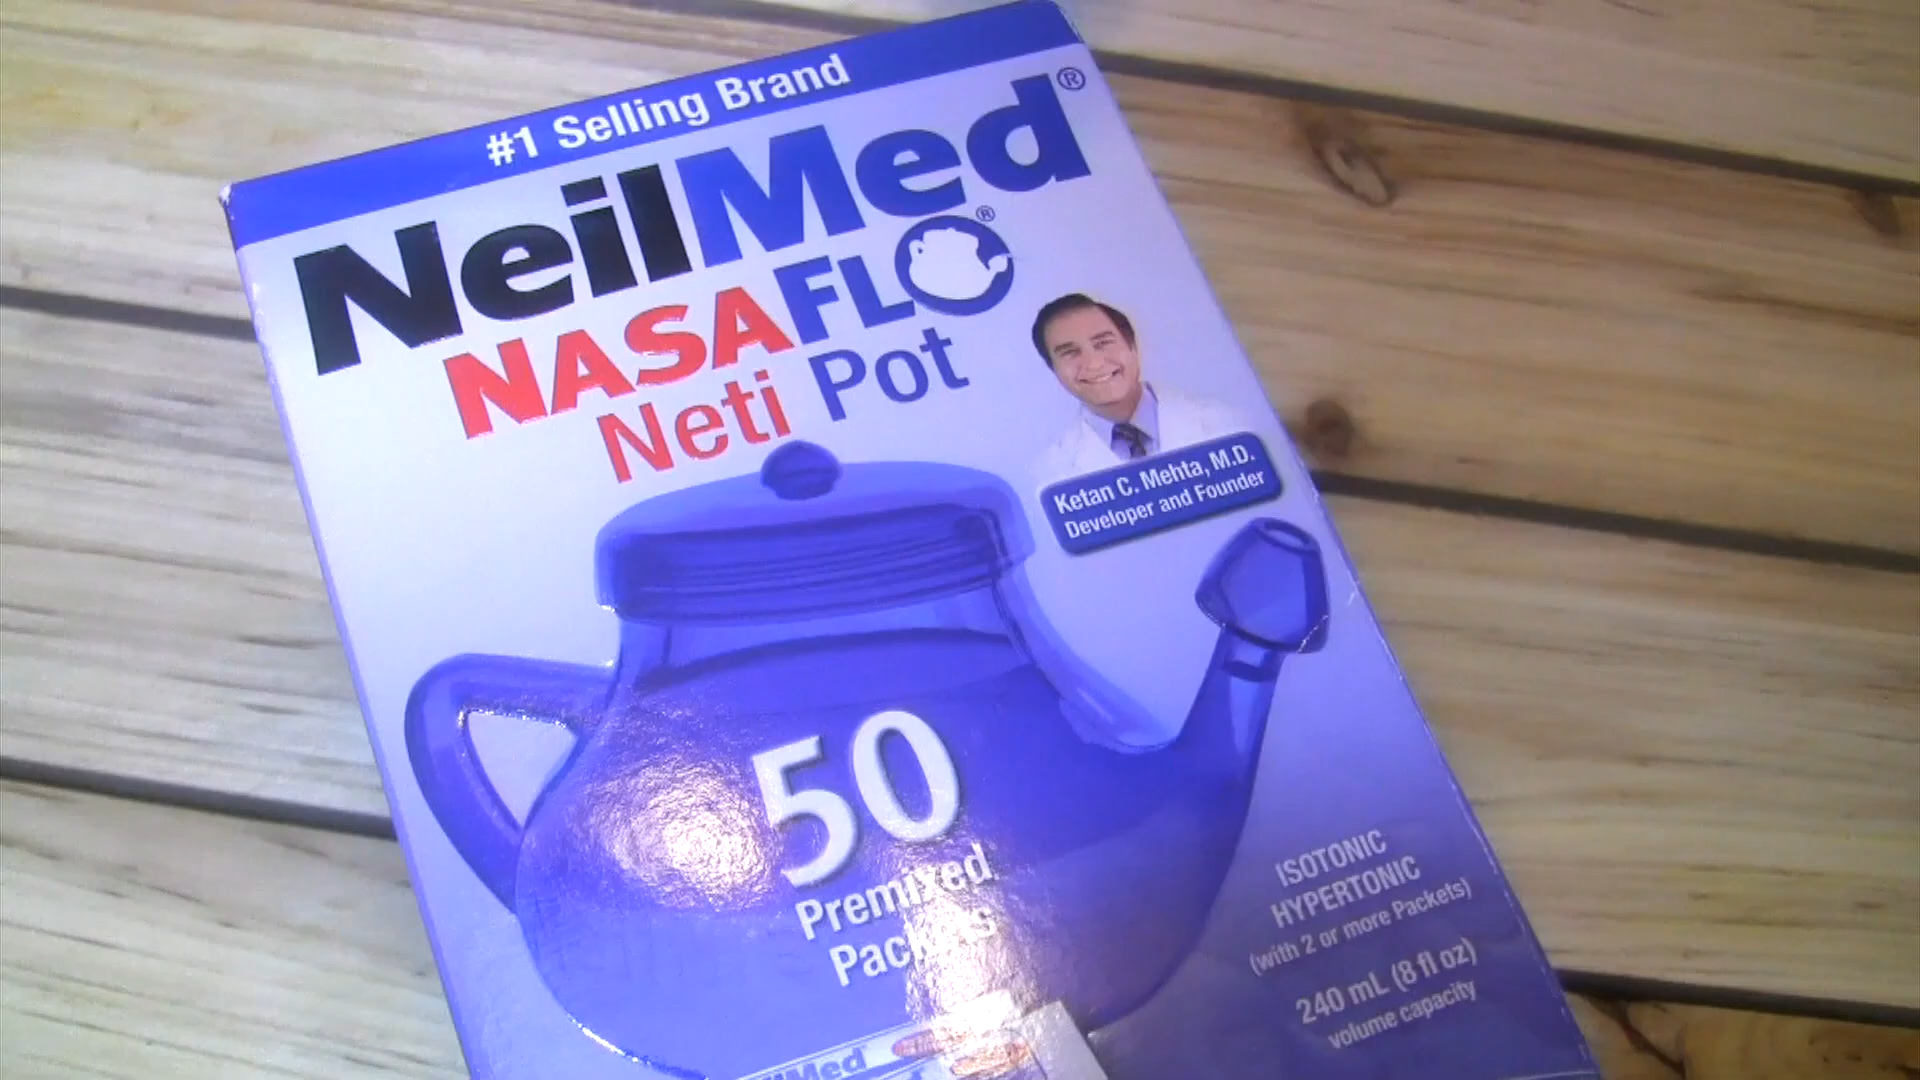 #1 Selling Brand
NeilMed®
NASAFLO®
Neti Pot
Ketan C. Mehta, M.D.
Developer and Founder
50
Premixed
Packets
ISOTONIC
HYPERTONIC
(with 2 or more Packets)
240 mL (8 fl oz)
volume capacity